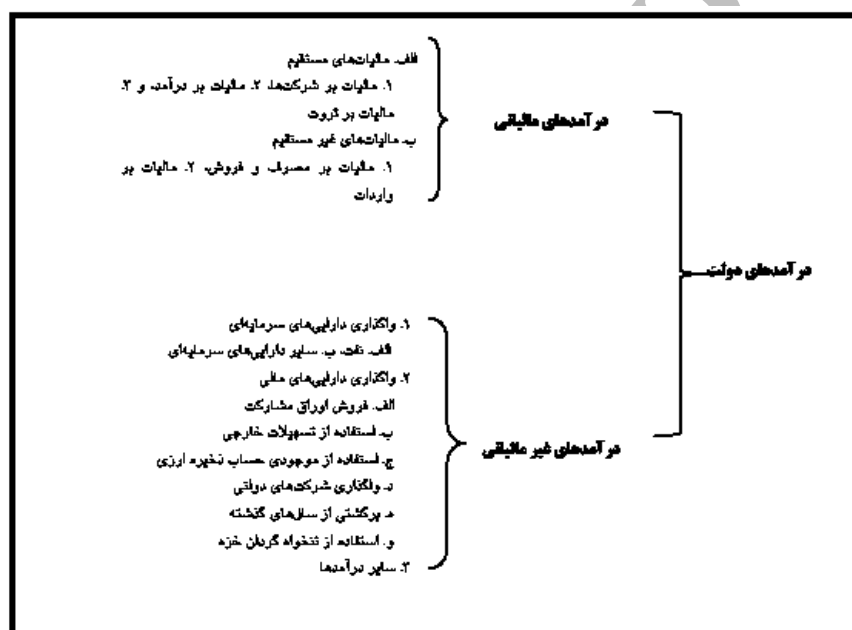 درآمدهای دولت
درآمدهای مالیاتی
الف. مالیات‌های مستقیم
۱. مالیات بر شرکت‌ها، ۲. مالیات بر درآمد، و ۳.
مالیات بر ثروت
ب. مالیات‌های غیر مستقیم
۱. مالیات بر مصرف و فروش، ۲. مالیات بر
واردات
درآمدهای غیر مالیاتی
۱. واگذاری دارایی‌های سرمایه‌ای
الف. نفت، ب. سایر دارایی‌های سرمایه‌ای
۲. واگذاری دارایی‌های مالی
الف. فروش اوراق مشارکت
ب. استفاده از تسهیلات خارجی
ج. استفاده از موجودی حساب ذخیره ارزی
د. واگذاری شرکت‌های دولتی
ه. برگشتی از سال‌های گذشته
و. استفاده از تنخواه گردان خزه
۳. سایر درآمدها